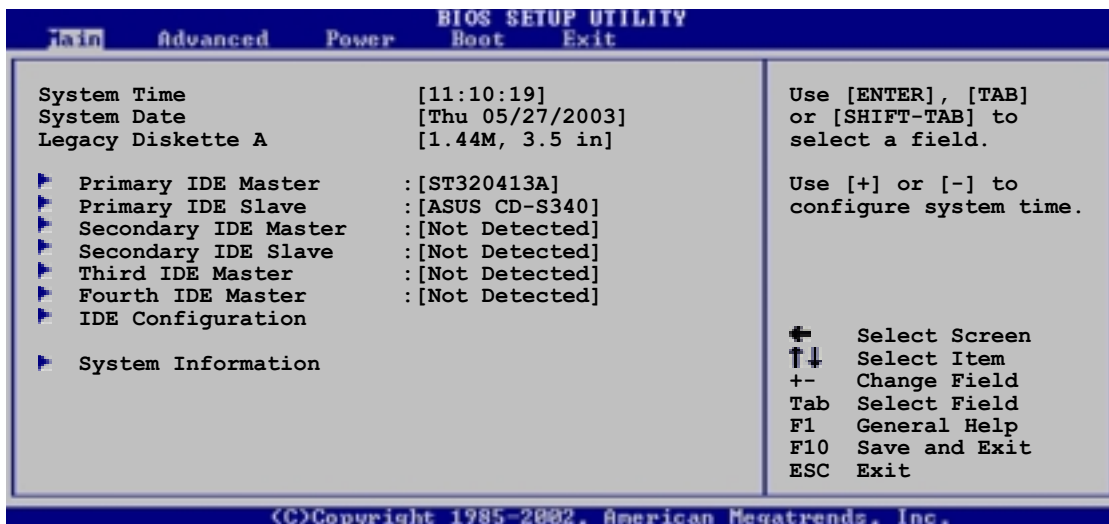 BIOS SETUP UTILITY
Main Advanced Power Boot Exit
System Time [11:10:19]
System Date [Thu 05/27/2003]
Legacy Diskette A [1.44M, 3.5 in]
Primary IDE Master :[ST320413A]
Primary IDE Slave :[ASUS CD-S340]
Secondary IDE Master :[Not Detected]
Secondary IDE Slave :[Not Detected]
Third IDE Master :[Not Detected]
Fourth IDE Master :[Not Detected]
IDE Configuration
System Information
Use [ENTER], [TAB]
or [SHIFT-TAB] to
select a field.
Use [+] or [-] to
configure system time.
← Select Screen
↑↓ Select Item
+- Change Field
Tab Select Field
F1 General Help
F10 Save and Exit
ESC Exit
(C)Copyright 1985-2002, American Megatrends, Inc.